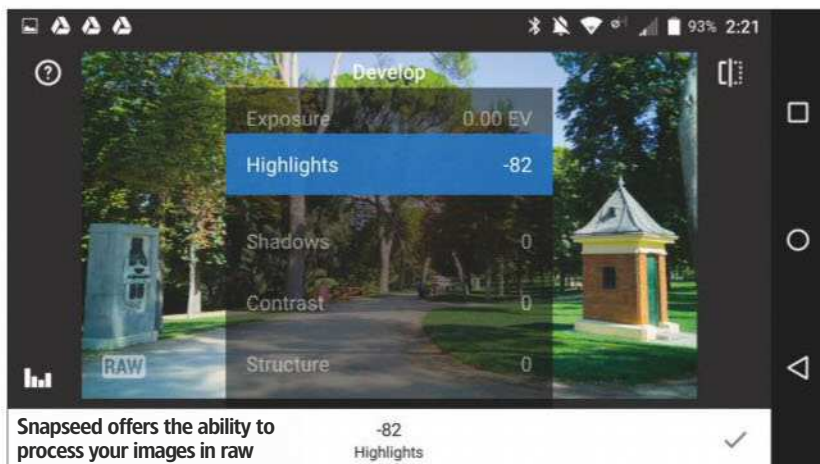 93% 2:21
Develop
Exposure 0.00 EV
Highlights -82
Shadows 0
Contrast 0
Structure 0
RAW
Snapseed offers the ability to
process your images in raw
-82
Highlights